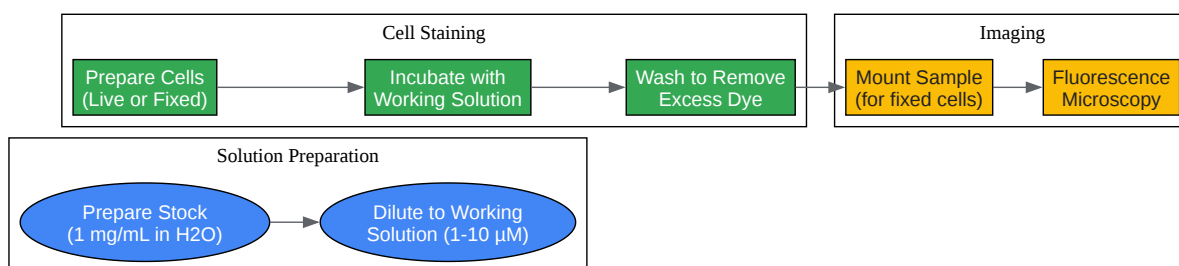 Cell Staining
Prepare Cells
(Live or Fixed)
Incubate with
Working Solution
Wash to Remove
Excess Dye
Imaging
Mount Sample
(for fixed cells)
Fluorescence
Microscopy
Solution Preparation
Prepare Stock
(1 mg/mL in H2O)
Dilute to Working
Solution (1-10 µM)